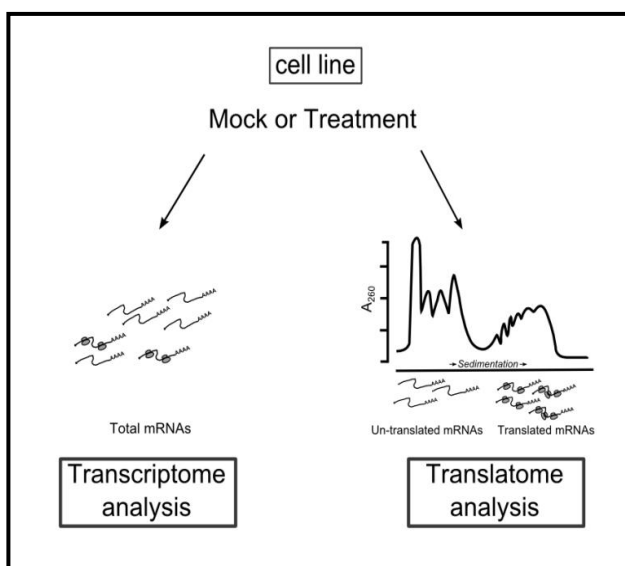 cell line
Mock or Treatment
A260
→ Sedimentation →
Total mRNAs
Un-translated mRNAs Translated mRNAs
Transcriptome
analysis
Translatome
analysis